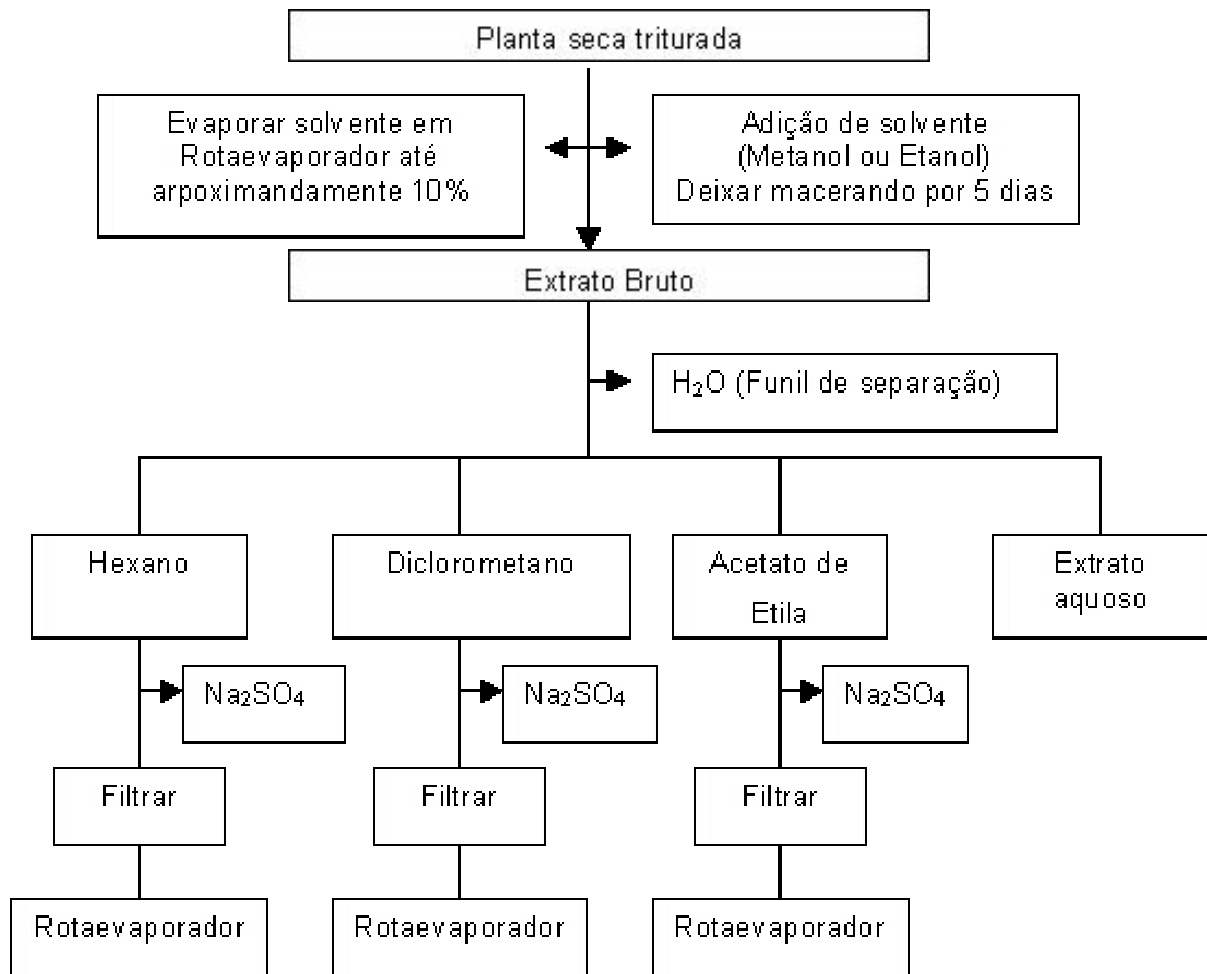 Planta seca triturada
Evaporar solvente em
Rotaevaporador até
arpoximandamente 10%
Adição de solvente
(Metanol ou Etanol)
Deixar macerando por 5 dias
Extrato Bruto
H₂O (Funil de separação)
Hexano
Diclorometano
Acetato de
Etila
Extrato
aquoso
Na₂SO₄
Na₂SO₄
Na₂SO₄
Filtrar
Filtrar
Filtrar
Rotaevaporador
Rotaevaporador
Rotaevaporador